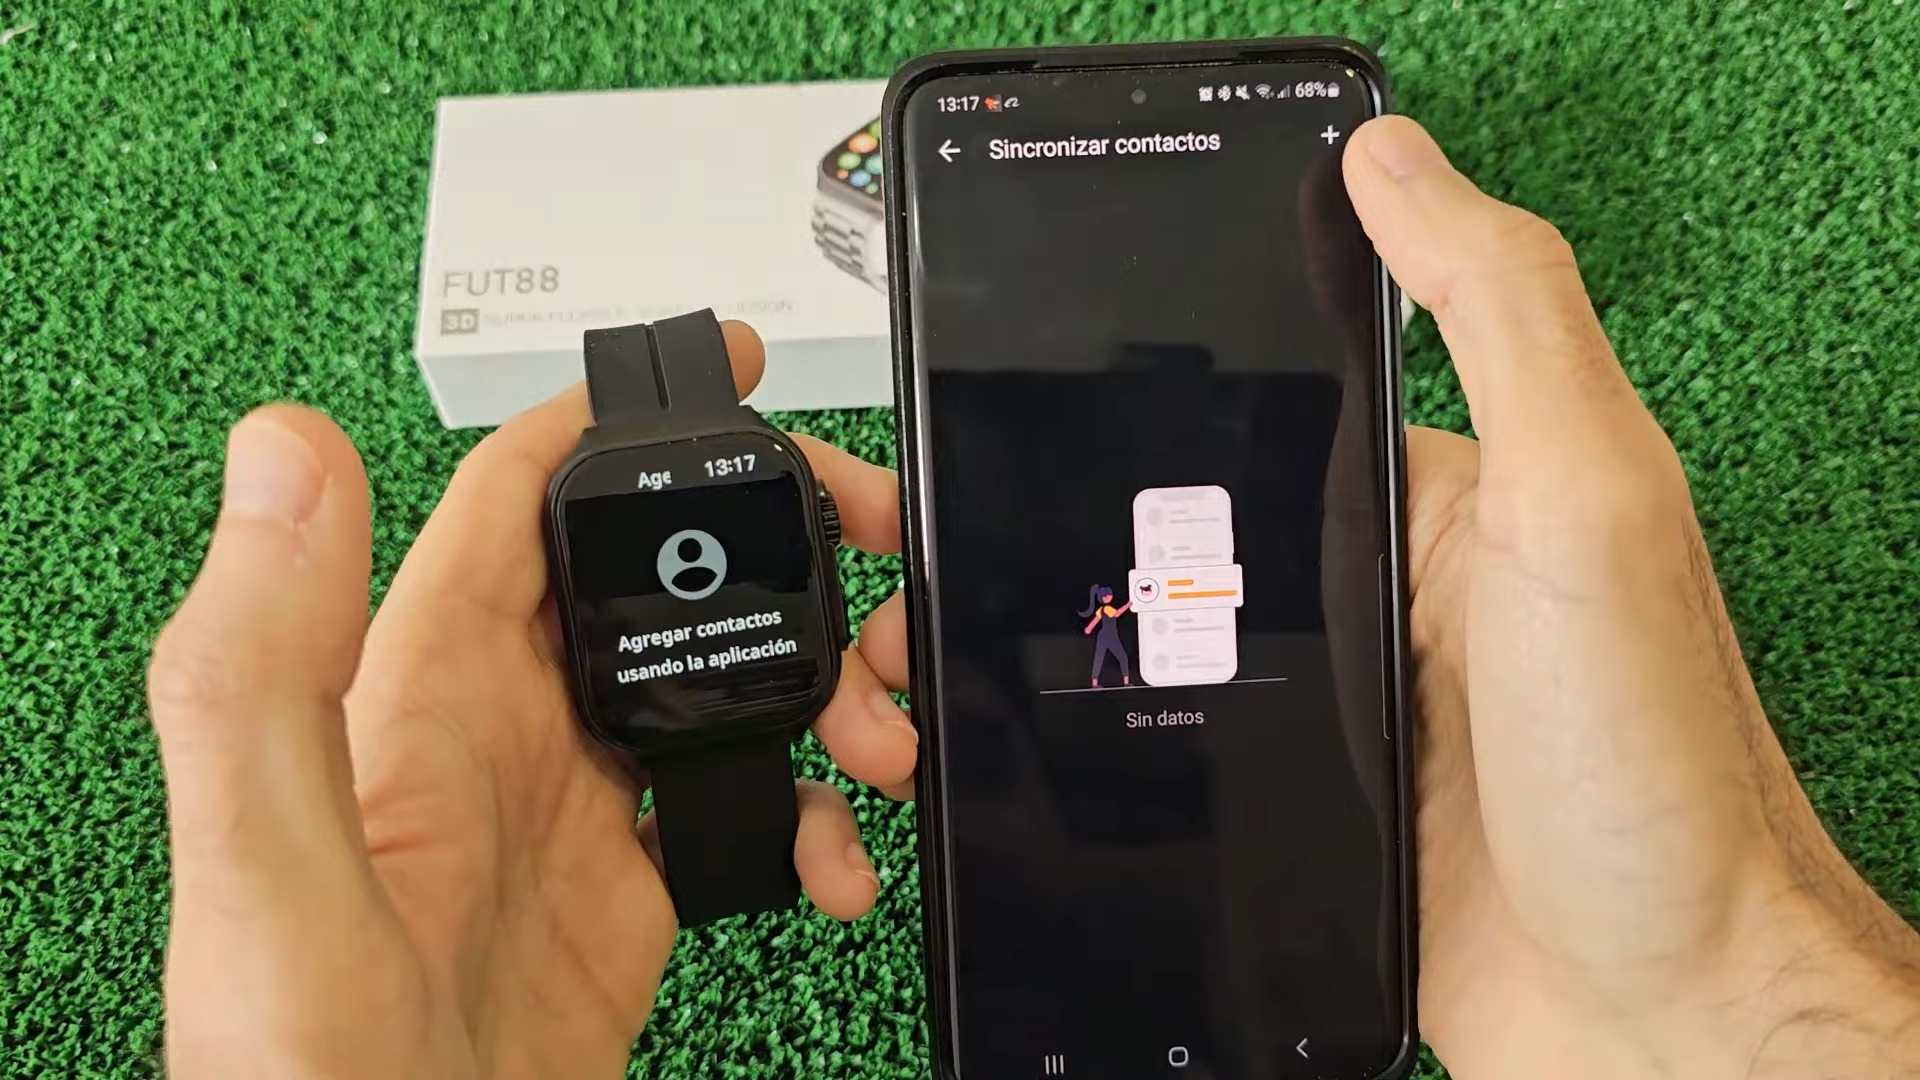 FUT88
3D
Age 13:17
Agregar contactos
usando la aplicación
13:17 68%
Sincronizar contactos
Sin datos